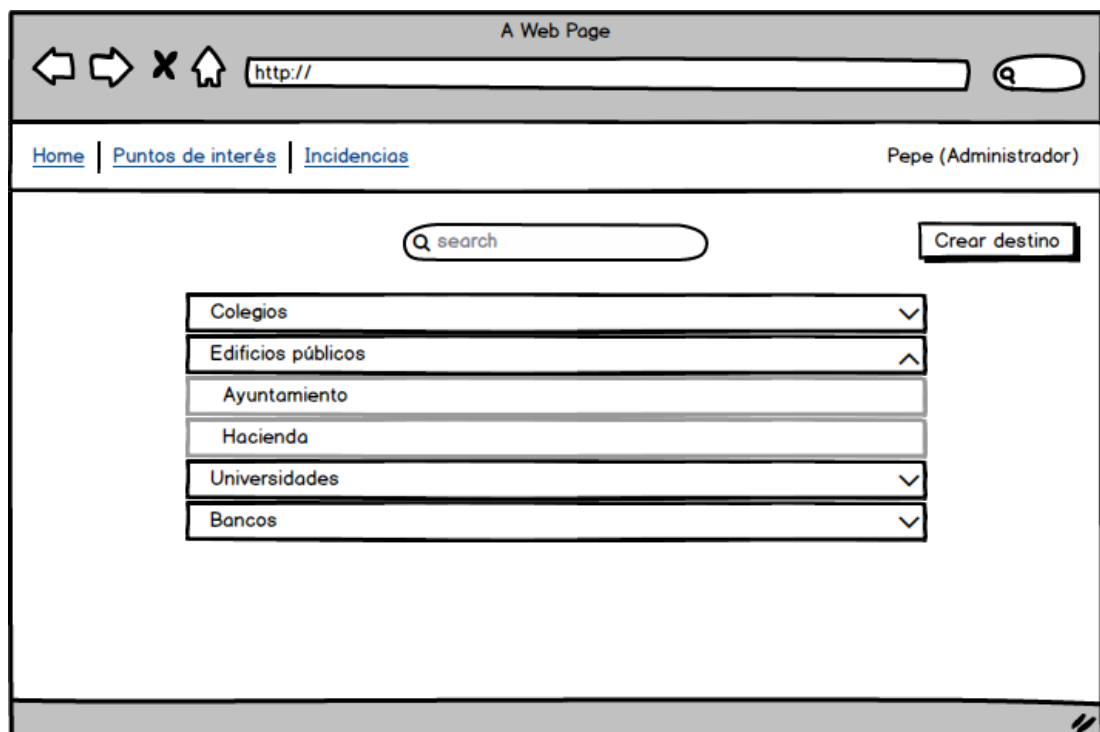 A Web Page
http://
Home | Puntos de interés | Incidencias
Pepe (Administrador)
search
Crear destino
Colegios
Edificios públicos
Ayuntamiento
Hacienda
Universidades
Bancos